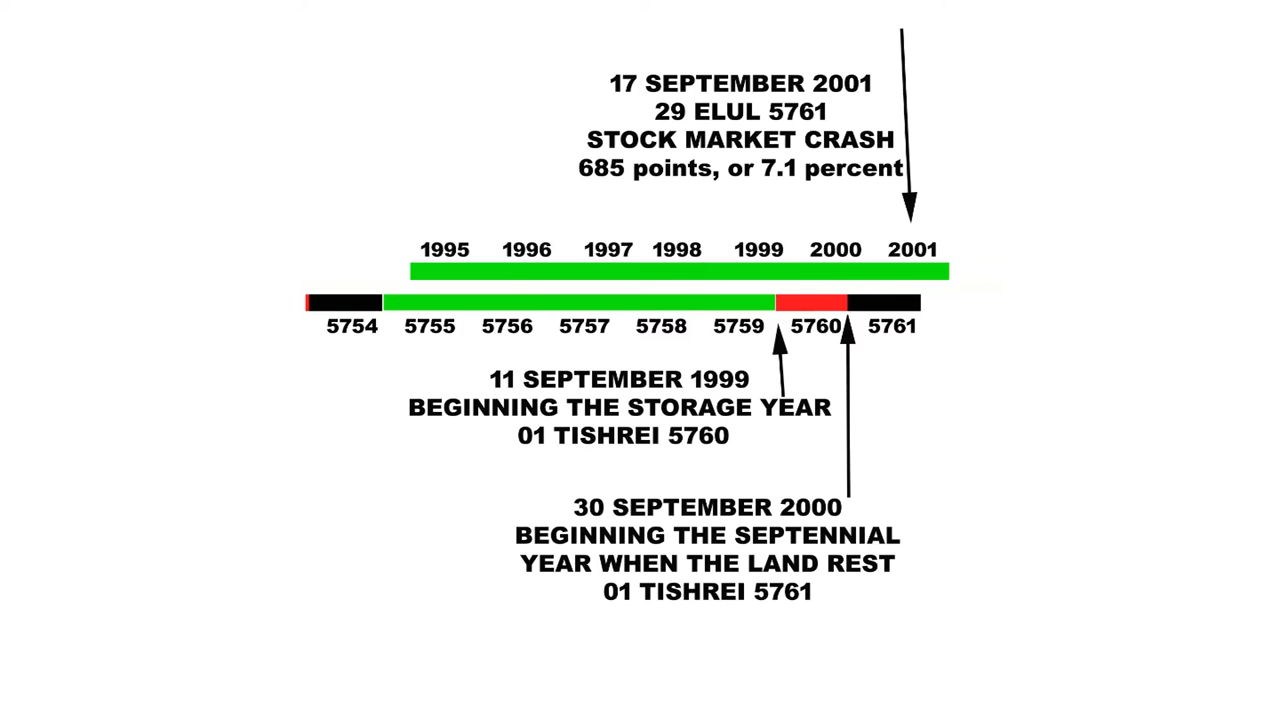 17 SEPTEMBER 2001
29 ELUL 5761
STOCK MARKET CRASH
685 points, or 7.1 percent
1995 1996 1997 1998 1999 2000 2001
5754 5755 5756 5757 5758 5759 5760 5761
11 SEPTEMBER 1999
BEGINNING THE STORAGE YEAR
01 TISHREI 5760
30 SEPTEMBER 2000
BEGINNING THE SEPTENNIAL
YEAR WHEN THE LAND REST
01 TISHREI 5761